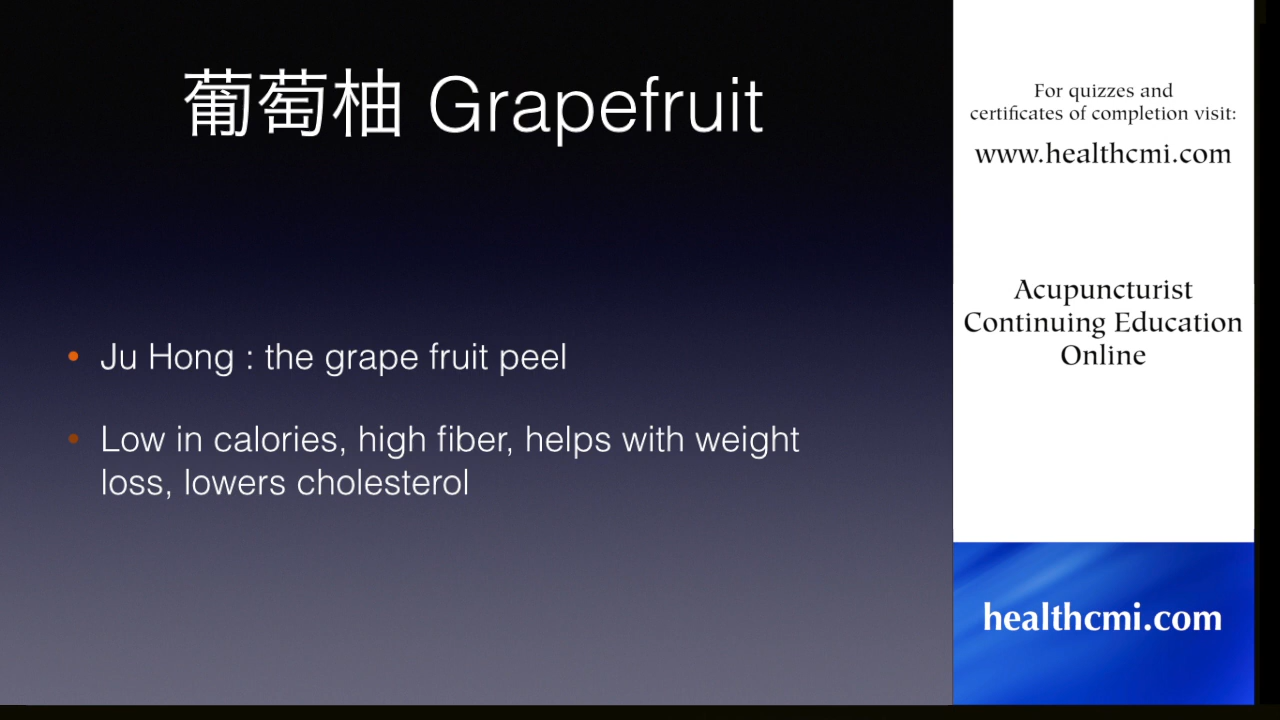 葡萄柚 Grapefruit
• Ju Hong : the grape fruit peel
• Low in calories, high fiber, helps with weight
loss, lowers cholesterol
For quizzes and
certificates of completion visit:
www.healthcmi.com
Acupuncturist
Continuing Education
Online
healthcmi.com